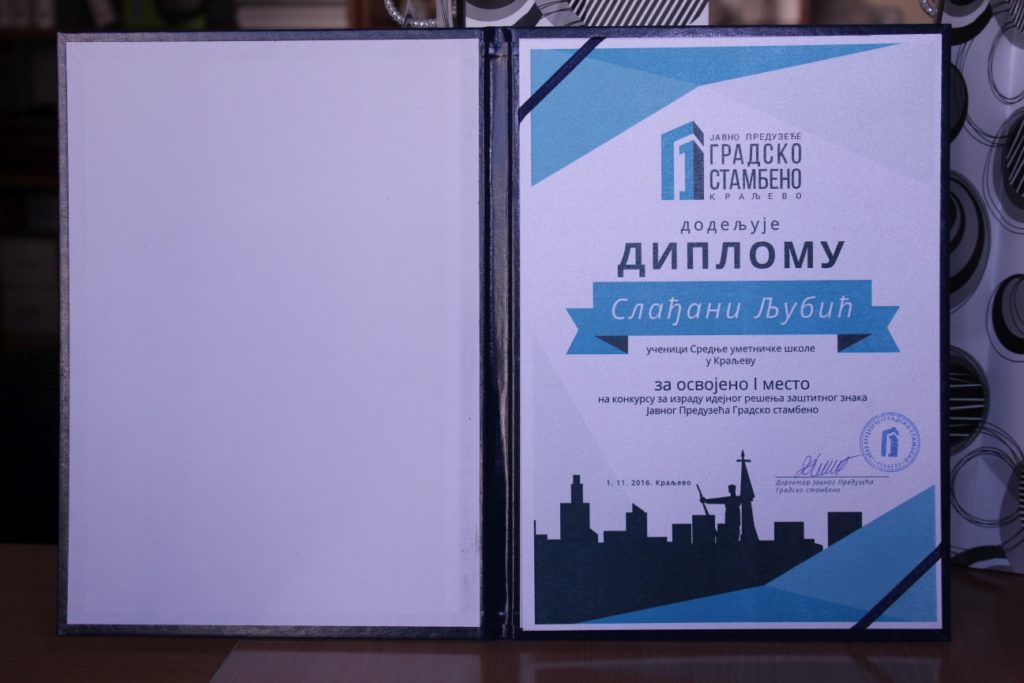 ЈАВНО ПРЕДУЗЕЋЕ
ГРАДСКО
СТАМБЕНО
КРАЉЕВО
додељује
ДИПЛОМУ
Слађани Љубић
ученици Средње уметничке школе
у Краљеву
за освојено I место
на конкурсу за израду идејног решења заштитног знака
Јавног Предузећа Градско стамбено
1. 11. 2016. Краљево
Директор Јавног Предузећа
Градско стамбено